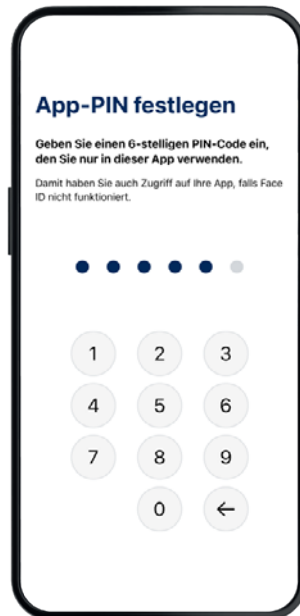 App-PIN festlegen
Geben Sie einen 6-stelligen PIN-Code ein,
den Sie nur in dieser App verwenden.
Damit haben Sie auch Zugriff auf Ihre App, falls Face
ID nicht funktioniert.
1 2 3
4 5 6
7 8 9
0 ←